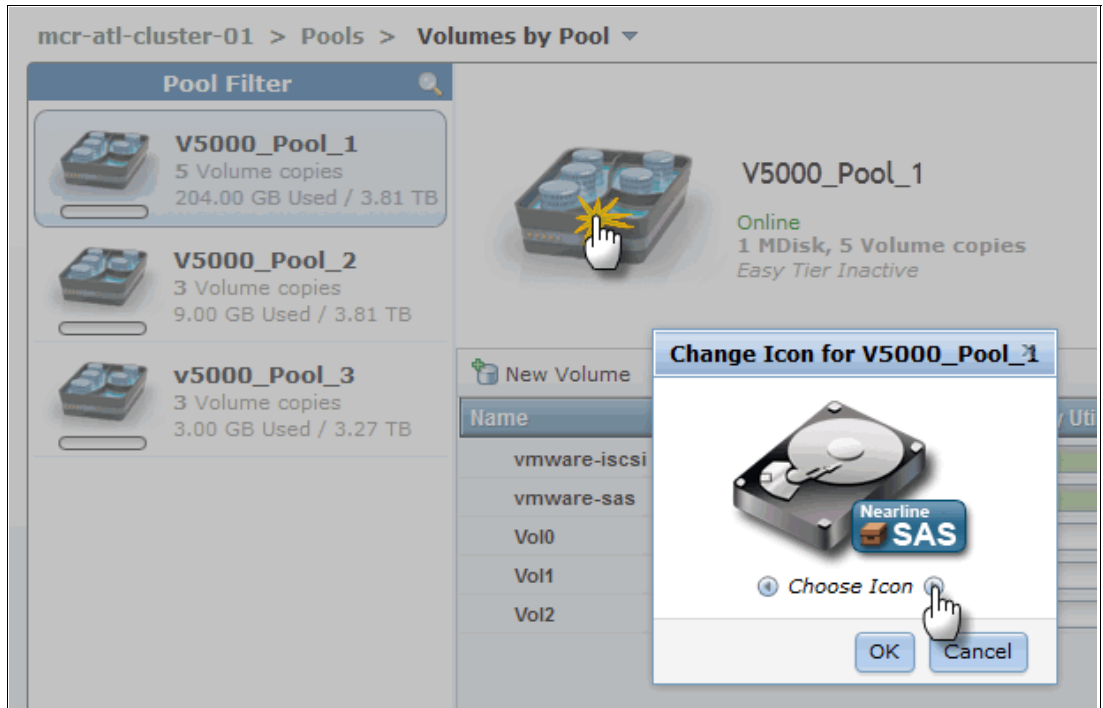 mcr-atl-cluster-01 > Pools > Volumes by Pool
Pool Filter
V5000_Pool_1
5 Volume copies
204.00 GB Used / 3.81 TB
V5000_Pool_2
3 Volume copies
9.00 GB Used / 3.81 TB
v5000_Pool_3
3 Volume copies
3.00 GB Used / 3.27 TB
V5000_Pool_1
Online
1 MDisk, 5 Volume copies
Easy Tier Inactive
New Volume
Name
vmware-iscsi
vmware-sas
Vol0
Vol1
Vol2
Change Icon for V5000_Pool_1
Nearline
SAS
Choose Icon
OK
Cancel